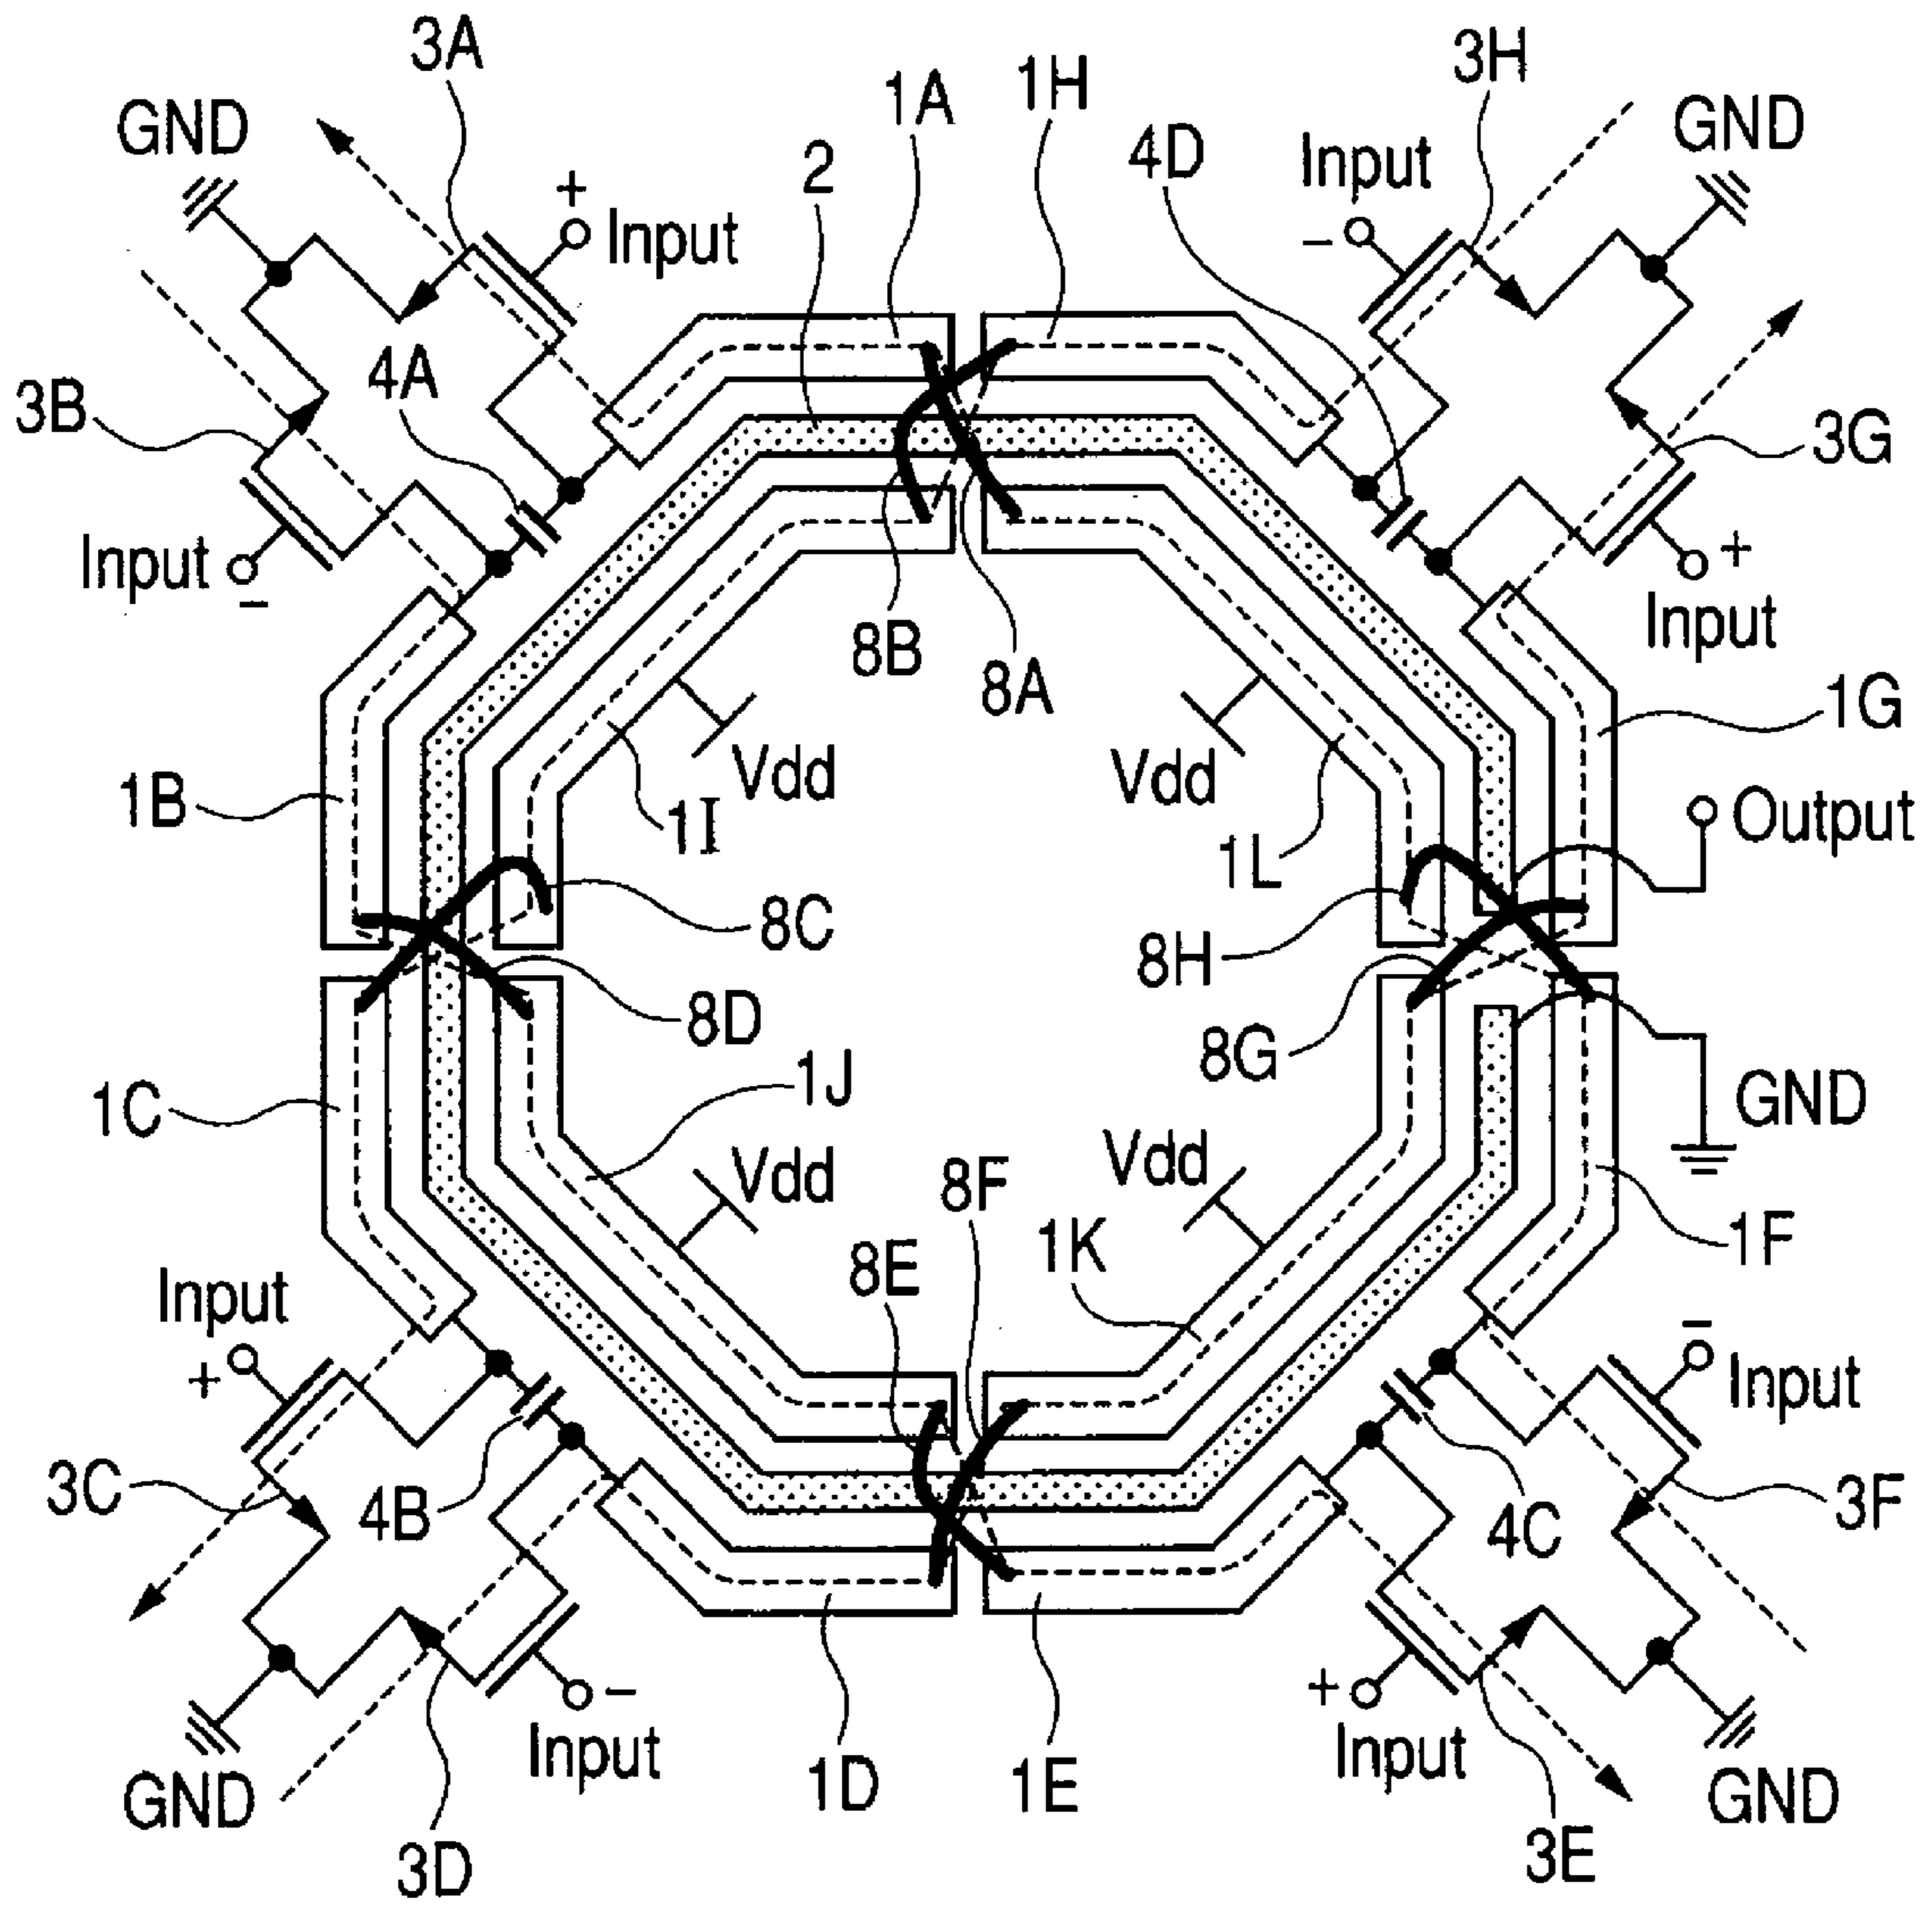 3A
1A
1H
3H
GND
2
4D
Input
GND
+
Input
−
4A
3B
3G
Input
−
+
Input
8B
8A
1G
Vdd
Vdd
1B
1I
1L
Output
8C
8H
8D
8G
1C
1J
GND
Vdd
Vdd
8F
1F
8E
1K
Input
+
−
Input
3C
4B
4C
3F
−
Input
+
Input
GND
1D
1E
GND
3D
3E